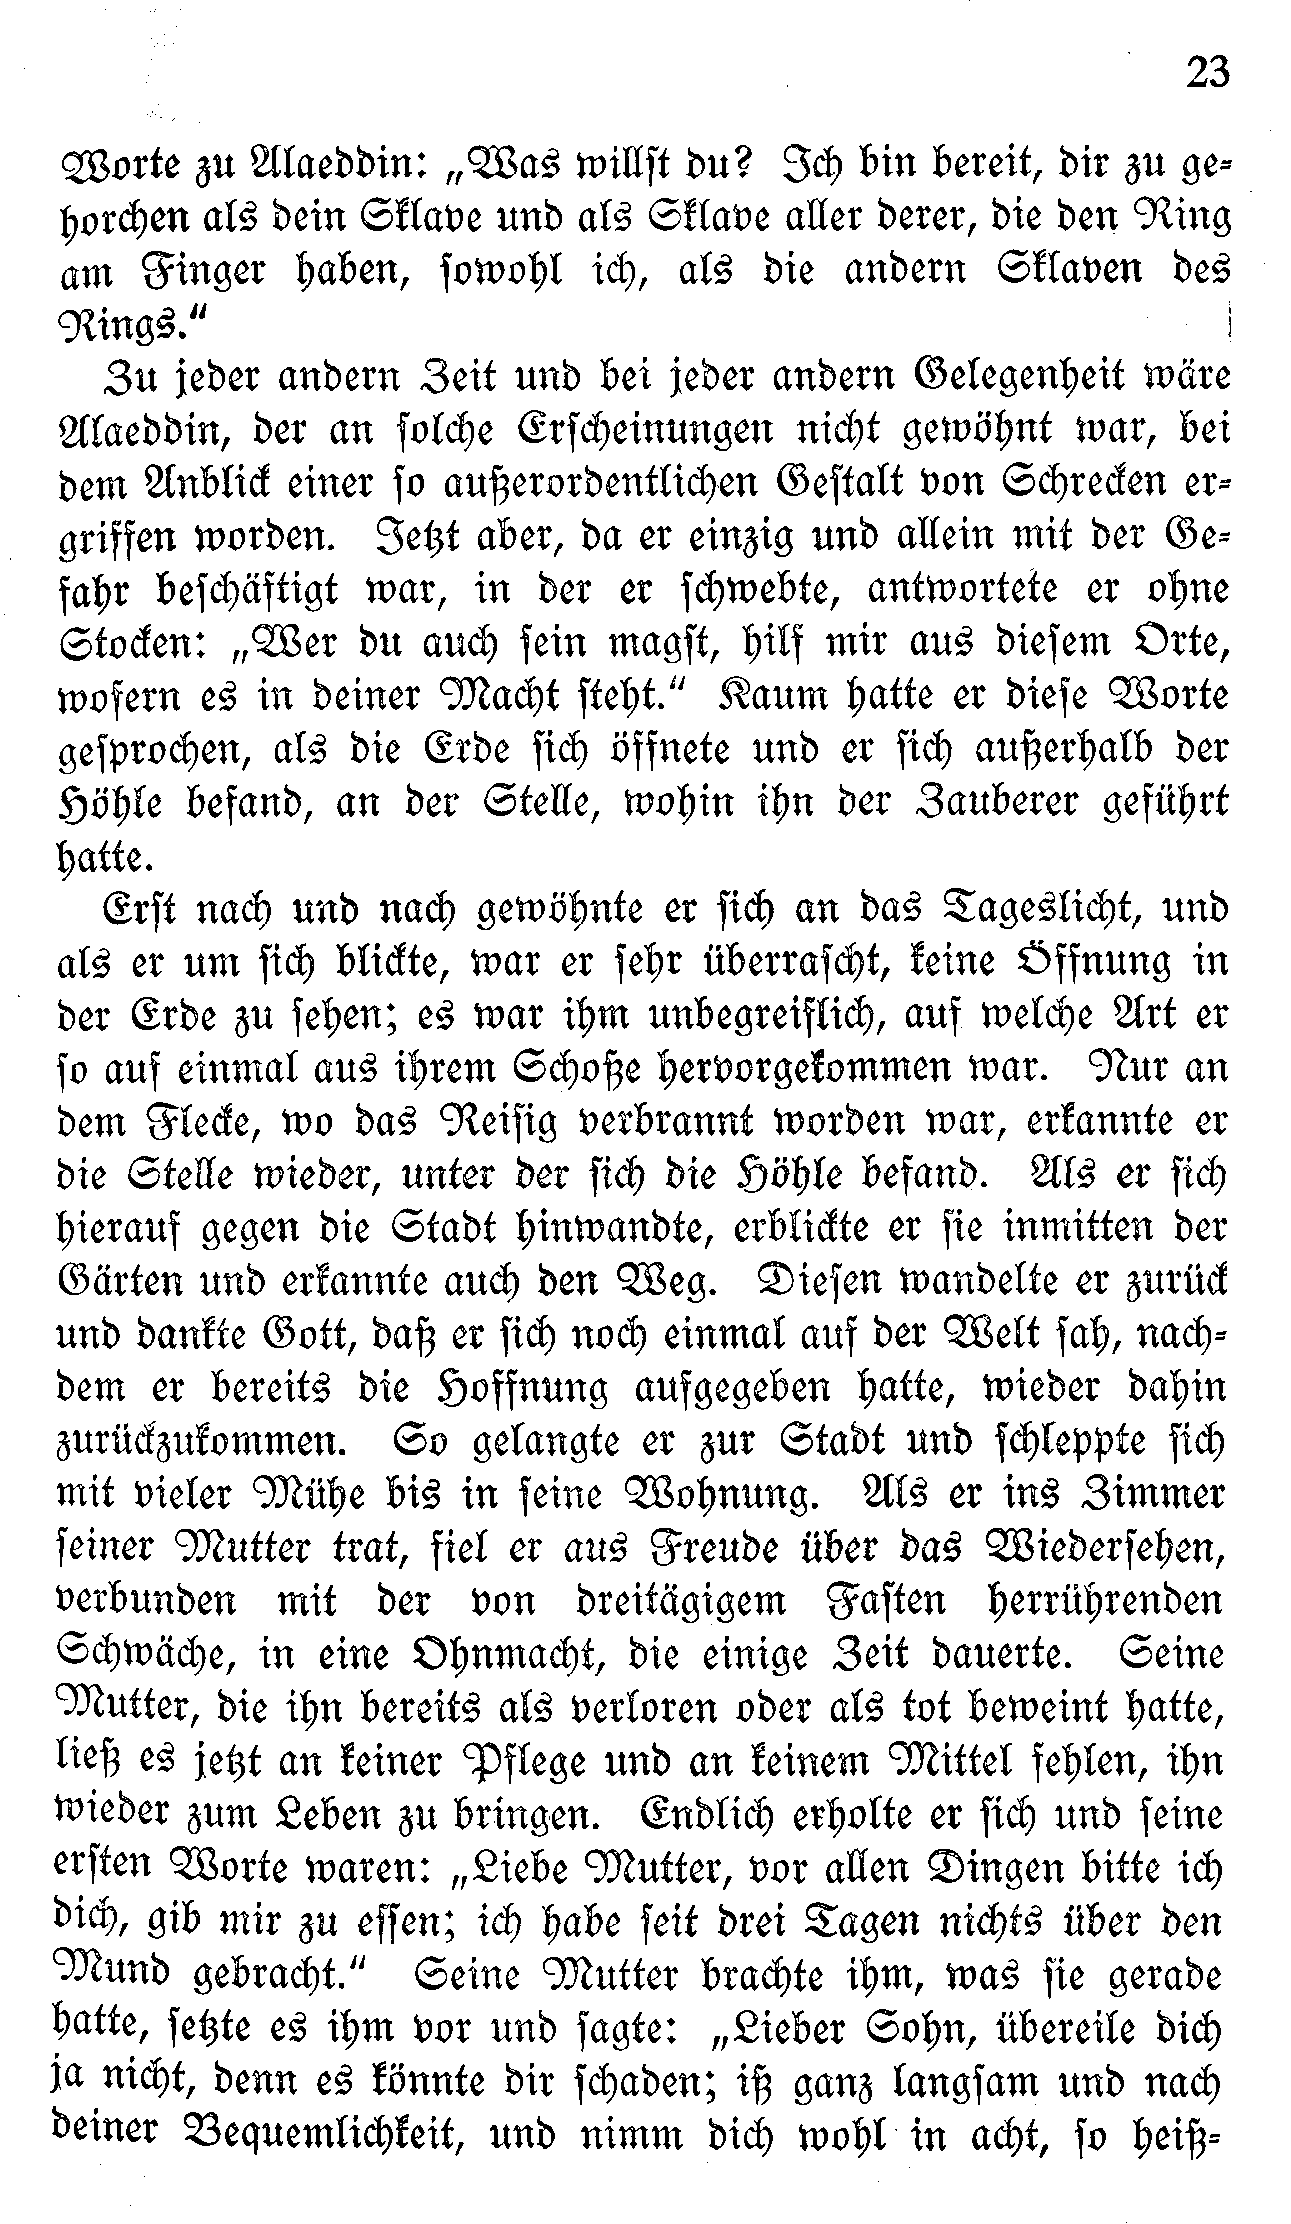 23
Worte zu Alaeddin: „Was willst du? Ich bin bereit, dir zu ge-
horchen als dein Sklave und als Sklave aller derer, die den Ring
am Finger haben, sowohl ich, als die andern Sklaven des
Rings.“
Zu jeder andern Zeit und bei jeder andern Gelegenheit wäre
Alaeddin, der an solche Erscheinungen nicht gewöhnt war, bei
dem Anblick einer so außerordentlichen Gestalt von Schrecken er-
griffen worden. Jetzt aber, da er einzig und allein mit der Ge-
fahr beschäftigt war, in der er schwebte, antwortete er ohne
Stocken: „Wer du auch sein magst, hilf mir aus diesem Orte,
wofern es in deiner Macht steht.“ Kaum hatte er diese Worte
gesprochen, als die Erde sich öffnete und er sich außerhalb der
Höhle befand, an der Stelle, wohin ihn der Zauberer geführt
hatte.
Erst nach und nach gewöhnte er sich an das Tageslicht, und
als er um sich blickte, war er sehr überrascht, keine Öffnung in
der Erde zu sehen; es war ihm unbegreiflich, auf welche Art er
so auf einmal aus ihrem Schoße hervorgekommen war. Nur an
dem Flecke, wo das Reisig verbrannt worden war, erkannte er
die Stelle wieder, unter der sich die Höhle befand. Als er sich
hierauf gegen die Stadt hinwandte, erblickte er sie inmitten der
Gärten und erkannte auch den Weg. Diesen wandelte er zurück
und dankte Gott, daß er sich noch einmal auf der Welt sah, nach-
dem er bereits die Hoffnung aufgegeben hatte, wieder dahin
zurückzukommen. So gelangte er zur Stadt und schleppte sich
mit vieler Mühe bis in seine Wohnung. Als er ins Zimmer
seiner Mutter trat, fiel er aus Freude über das Wiedersehen,
verbunden mit der von dreitägigem Fasten herrührenden
Schwäche, in eine Ohnmacht, die einige Zeit dauerte. Seine
Mutter, die ihn bereits als verloren oder als tot beweint hatte,
ließ es jetzt an keiner Pflege und an keinem Mittel fehlen, ihn
wieder zum Leben zu bringen. Endlich erholte er sich und seine
ersten Worte waren: „Liebe Mutter, vor allen Dingen bitte ich
dich, gib mir zu essen; ich habe seit drei Tagen nichts über den
Mund gebracht.“ Seine Mutter brachte ihm, was sie gerade
hatte, setzte es ihm vor und sagte: „Lieber Sohn, übereile dich
ja nicht, denn es könnte dir schaden; iß ganz langsam und nach
deiner Bequemlichkeit, und nimm dich wohl in acht, so heiß-